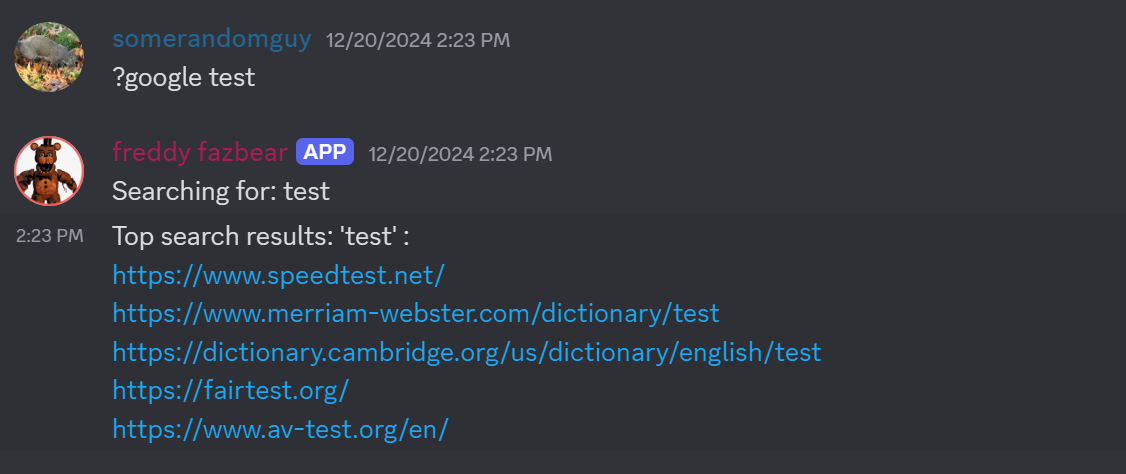 somerandomguy 12/20/2024 2:23 PM
?google test
freddy fazbear APP 12/20/2024 2:23 PM
Searching for: test
2:23 PM Top search results: 'test' :
https://www.speedtest.net/
https://www.merriam-webster.com/dictionary/test
https://dictionary.cambridge.org/us/dictionary/english/test
https://fairtest.org/
https://www.av-test.org/en/